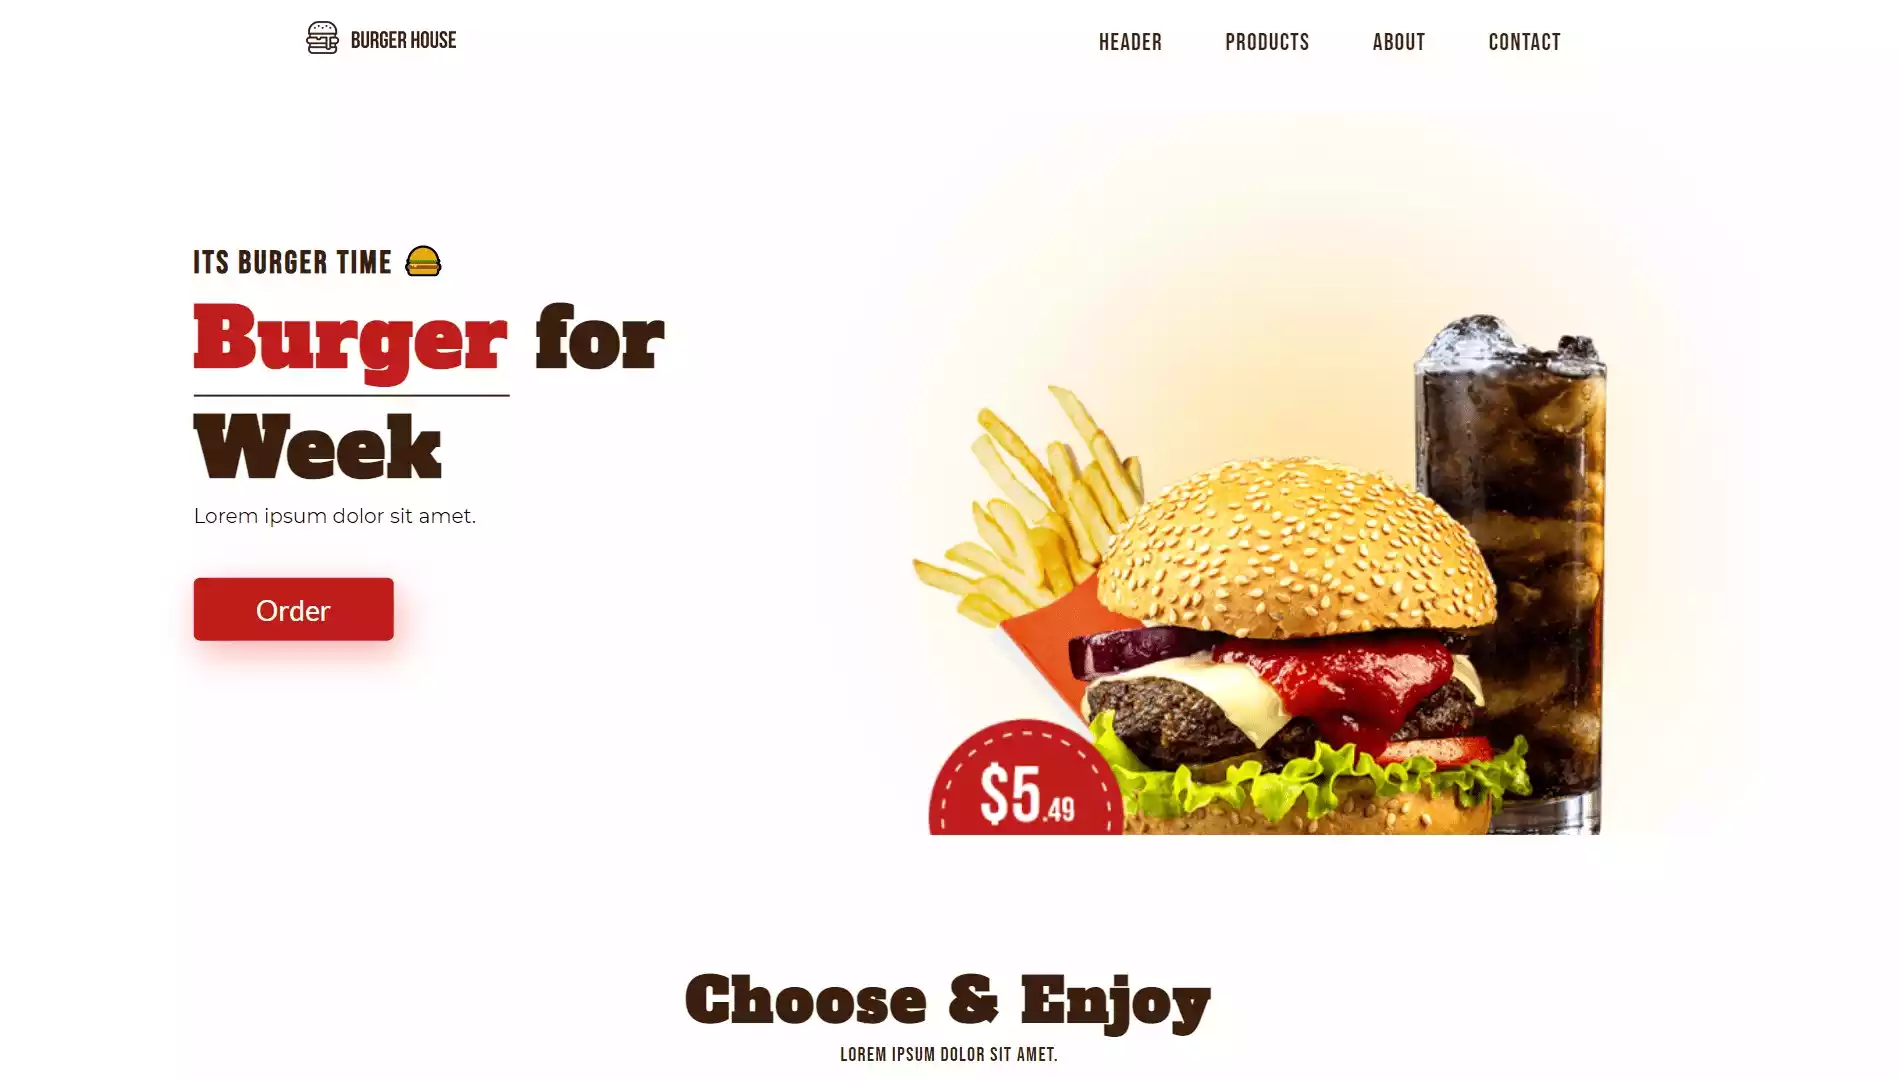 BURGER HOUSE
HEADER PRODUCTS ABOUT CONTACT
ITS BURGER TIME
Burger for
Week
Lorem ipsum dolor sit amet.
Order
$5.49
Choose & Enjoy
LOREM IPSUM DOLOR SIT AMET.